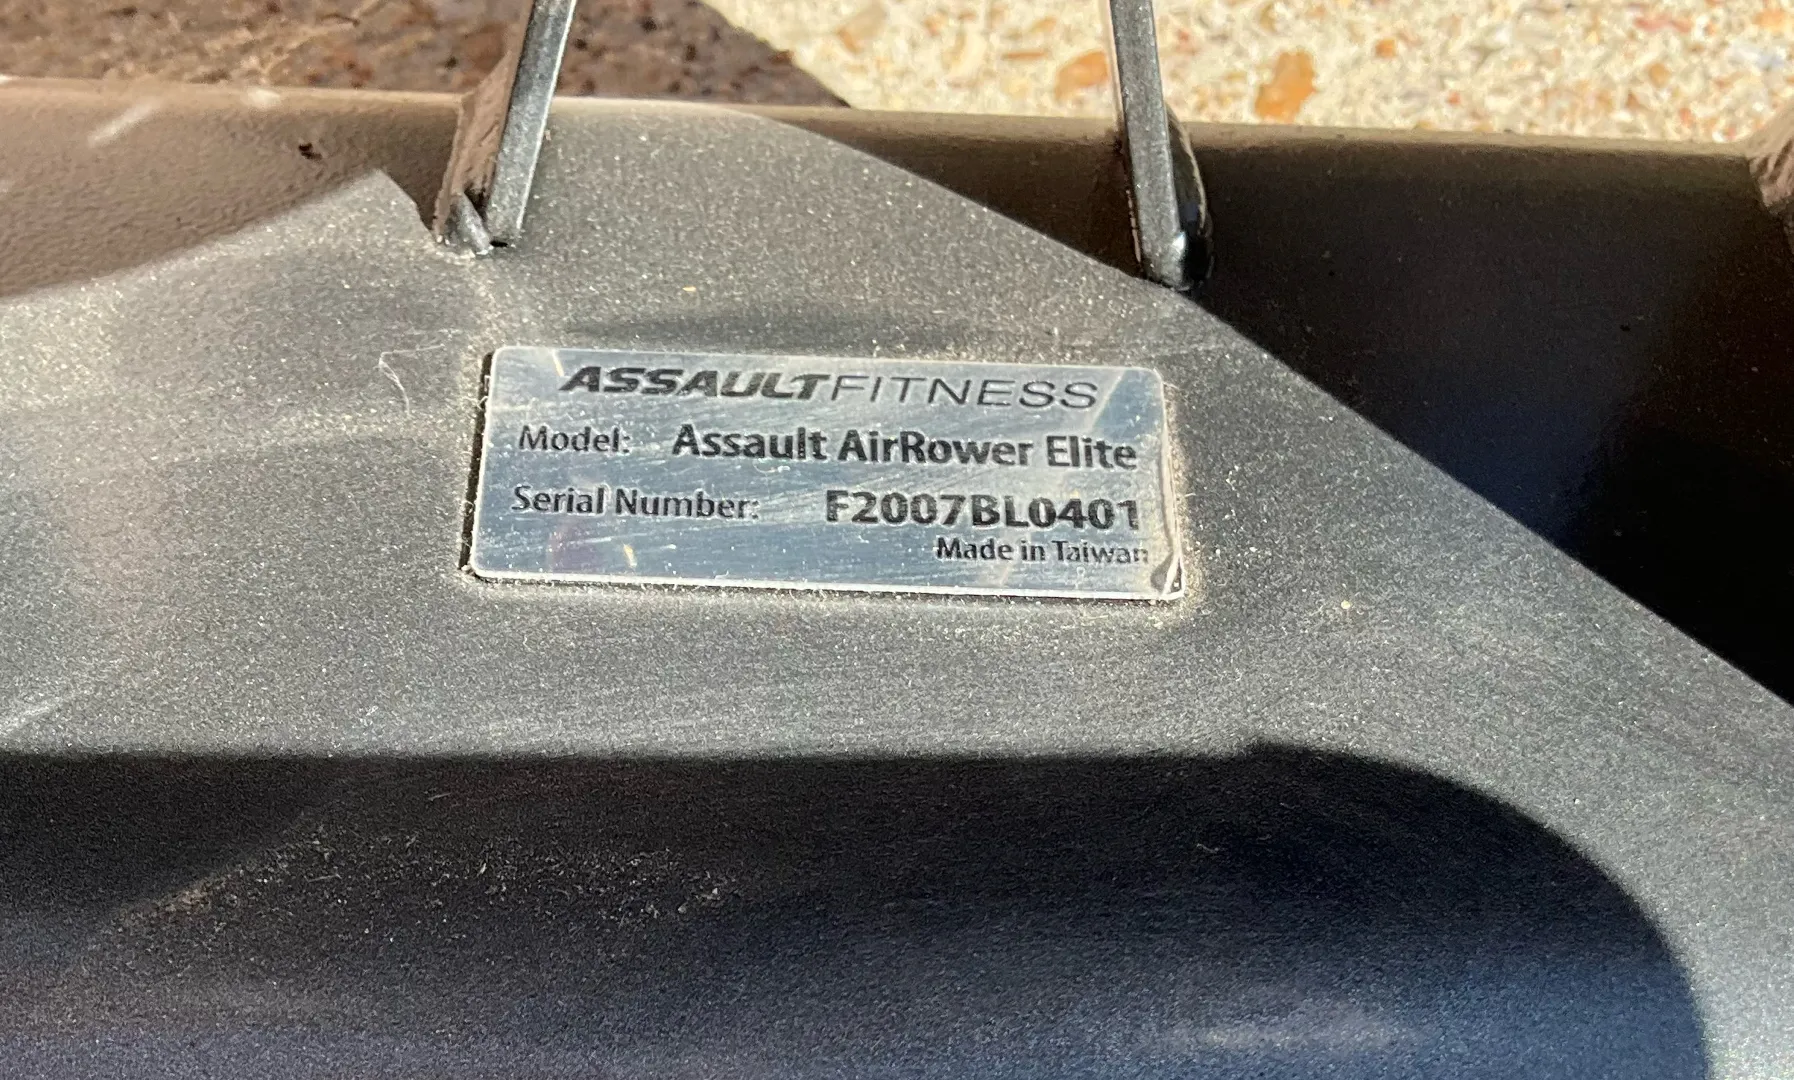 ASSAULTFITNESS
Model: Assault AirRower Elite
Serial Number: F2007BL0401
Made in Taiwan